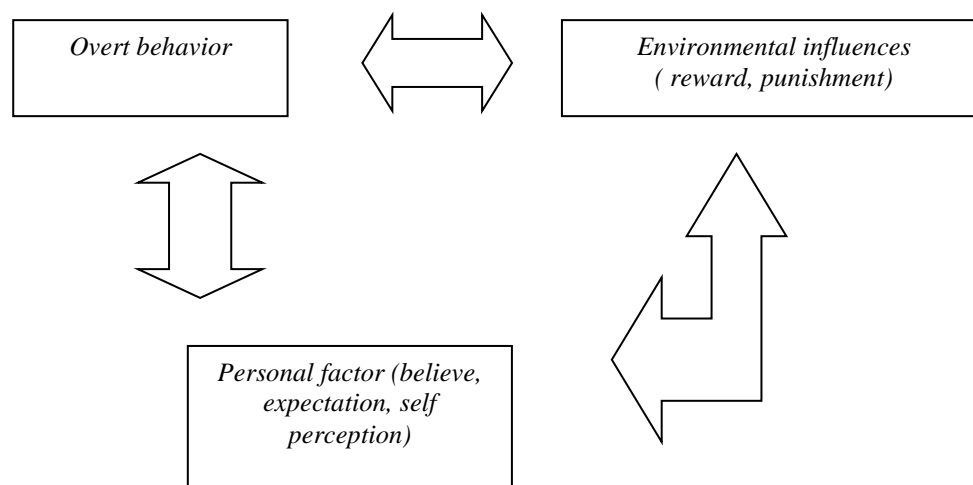 Overt behavior
Environmental influences
( reward, punishment)
Personal factor (believe,
expectation, self
perception)